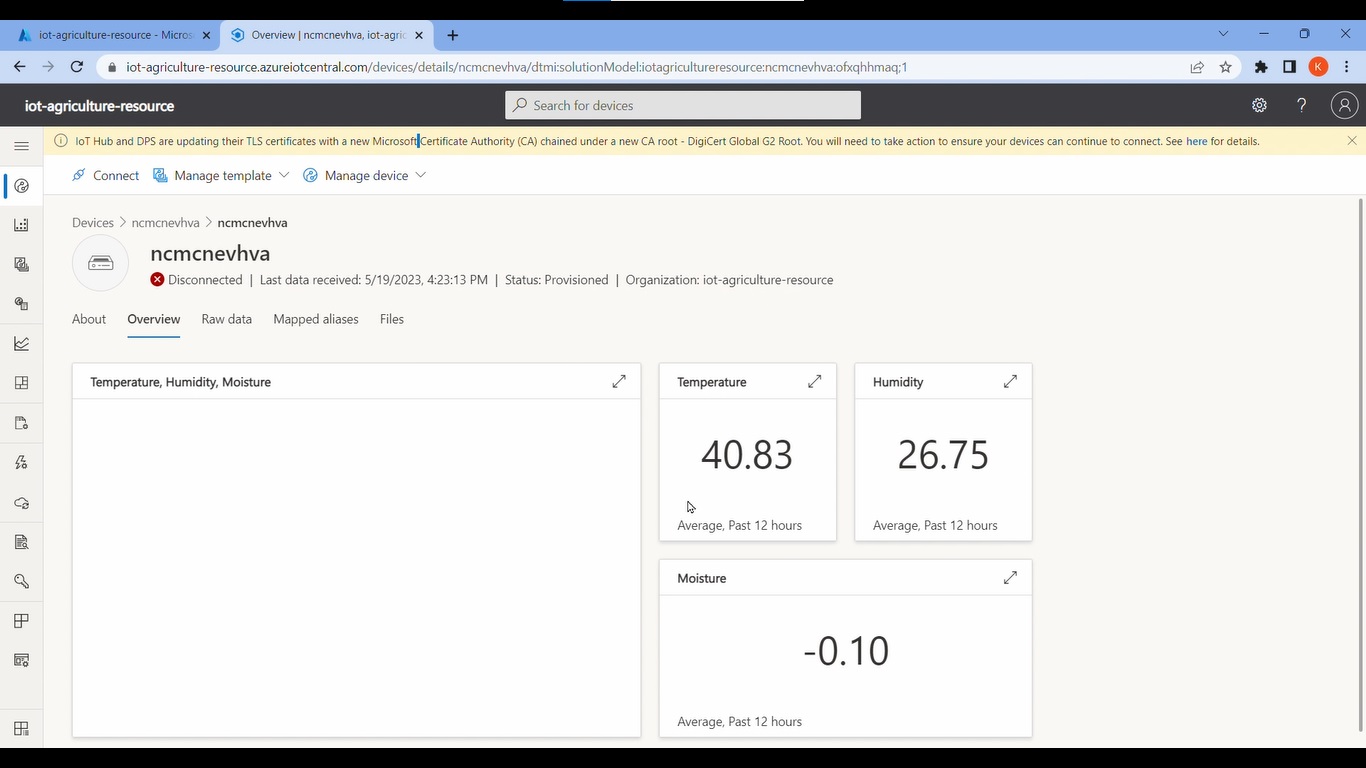 iot-agriculture-resource - Micros
Overview | ncmcnevhva, iot-agric
iot-agriculture-resource.azureiotcentral.com/devices/details/ncmcnevhva/dtmi:solutionModel:iotagricultureresource:ncmcnevhva:ofxqhhmaq;1
K
iot-agriculture-resource
Search for devices
?
IoT Hub and DPS are updating their TLS certificates with a new Microsoft Certificate Authority (CA) chained under a new CA root - DigiCert Global G2 Root. You will need to take action to ensure your devices can continue to connect. See here for details.
Connect
Manage template
Manage device
Devices > ncmcnevhva > ncmcnevhva
ncmcnevhva
Disconnected | Last data received: 5/19/2023, 4:23:13 PM | Status: Provisioned | Organization: iot-agriculture-resource
About
Overview
Raw data
Mapped aliases
Files
Temperature, Humidity, Moisture
Temperature
40.83
Average, Past 12 hours
Humidity
26.75
Average, Past 12 hours
Moisture
-0.10
Average, Past 12 hours